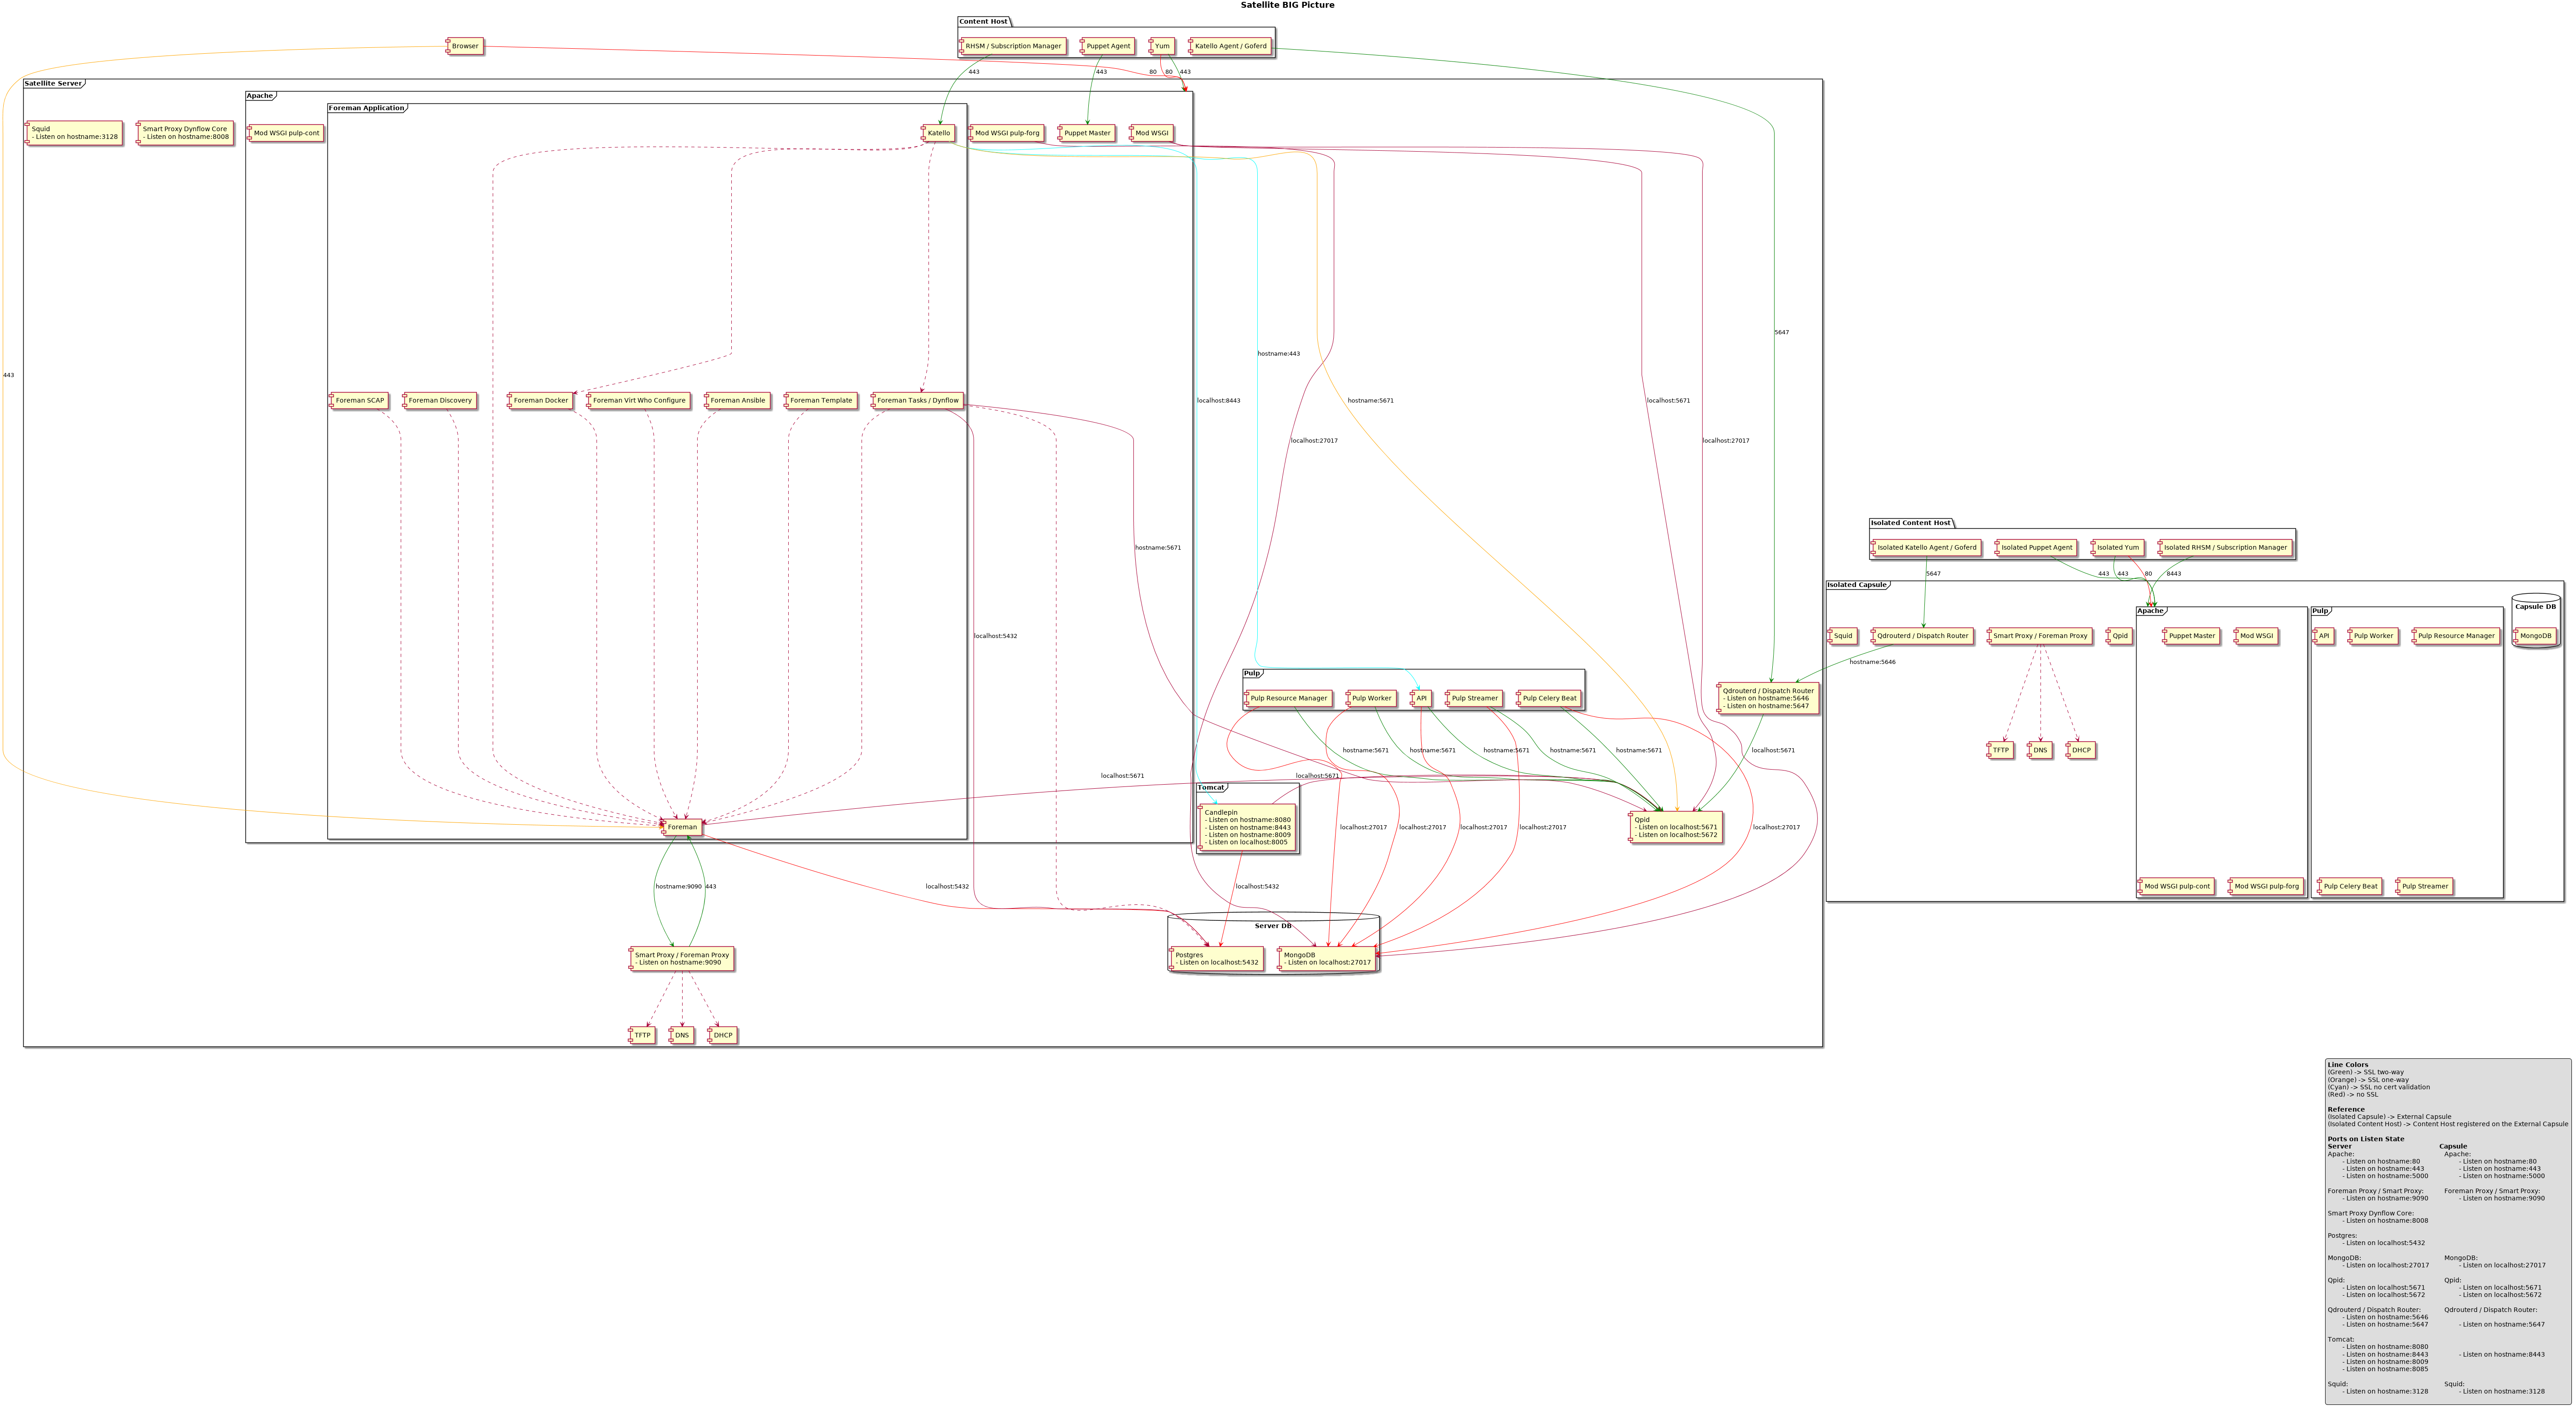 Satellite BIG Picture
Content Host
Browser
RHSM / Subscription Manager
Puppet Agent
Yum
Katello Agent / Goferd
443
443
80
80
443
Satellite Server
Apache
Foreman Application
Squid
- Listen on hostname:3128
Smart Proxy Dynflow Core
- Listen on hostname:8008
Mod WSGI pulp-cont
Katello
Mod WSGI pulp-forg
Puppet Master
Mod WSGI
5647
hostname:443
443
Foreman SCAP
Foreman Discovery
Foreman Docker
Foreman Virt Who Configure
Foreman Ansible
Foreman Template
Foreman Tasks / Dynflow
localhost:8443
hostname:5671
localhost:5671
localhost:27017
localhost:27017
hostname:5671
localhost:5432
Isolated Content Host
Isolated Katello Agent / Goferd
Isolated Puppet Agent
Isolated Yum
Isolated RHSM / Subscription Manager
5647
443
443
80
8443
Isolated Capsule
Apache
Pulp
Capsule DB
Squid
Qdrouterd / Dispatch Router
Smart Proxy / Foreman Proxy
Qpid
Puppet Master
Mod WSGI
API
Pulp Worker
Pulp Resource Manager
MongoDB
hostname:5646
Pulp
Pulp Resource Manager
Pulp Worker
API
Pulp Streamer
Pulp Celery Beat
Qdrouterd / Dispatch Router
- Listen on hostname:5646
- Listen on hostname:5647
TFTP
DNS
DHCP
hostname:5671
hostname:5671
hostname:5671
hostname:5671
hostname:5671
localhost:5671
localhost:5671
localhost:5671
Tomcat
Candlepin
- Listen on hostname:8080
- Listen on hostname:8443
- Listen on hostname:8009
- Listen on localhost:8005
Foreman
localhost:27017
localhost:27017
localhost:27017
localhost:27017
localhost:27017
Qpid
- Listen on localhost:5671
- Listen on localhost:5672
hostname:9090
443
localhost:5432
localhost:5432
Mod WSGI pulp-cont
Mod WSGI pulp-forg
Pulp Celery Beat
Pulp Streamer
Server DB
Smart Proxy / Foreman Proxy
- Listen on hostname:9090
Postgres
- Listen on localhost:5432
MongoDB
- Listen on localhost:27017
TFTP
DNS
DHCP
Line Colors
(Green) -> SSL two-way
(Orange) -> SSL one-way
(Cyan) -> SSL no cert validation
(Red) -> no SSL
Reference
(Isolated Capsule) -> External Capsule
(Isolated Content Host) -> Content Host registered on the External Capsule
Ports on Listen State
Server Capsule
Apache: Apache:
- Listen on hostname:80 - Listen on hostname:80
- Listen on hostname:443 - Listen on hostname:443
- Listen on hostname:5000 - Listen on hostname:5000
Foreman Proxy / Smart Proxy: Foreman Proxy / Smart Proxy:
- Listen on hostname:9090 - Listen on hostname:9090
Smart Proxy Dynflow Core:
- Listen on hostname:8008
Postgres:
- Listen on localhost:5432
MongoDB: MongoDB:
- Listen on localhost:27017 - Listen on localhost:27017
Qpid: Qpid:
- Listen on localhost:5671 - Listen on localhost:5671
- Listen on localhost:5672 - Listen on localhost:5672
Qdrouterd / Dispatch Router: Qdrouterd / Dispatch Router:
- Listen on hostname:5646
- Listen on hostname:5647 - Listen on hostname:5647
Tomcat:
- Listen on hostname:8080
- Listen on hostname:8443 - Listen on hostname:8443
- Listen on hostname:8009
- Listen on hostname:8085
Squid: Squid:
- Listen on hostname:3128 - Listen on hostname:3128